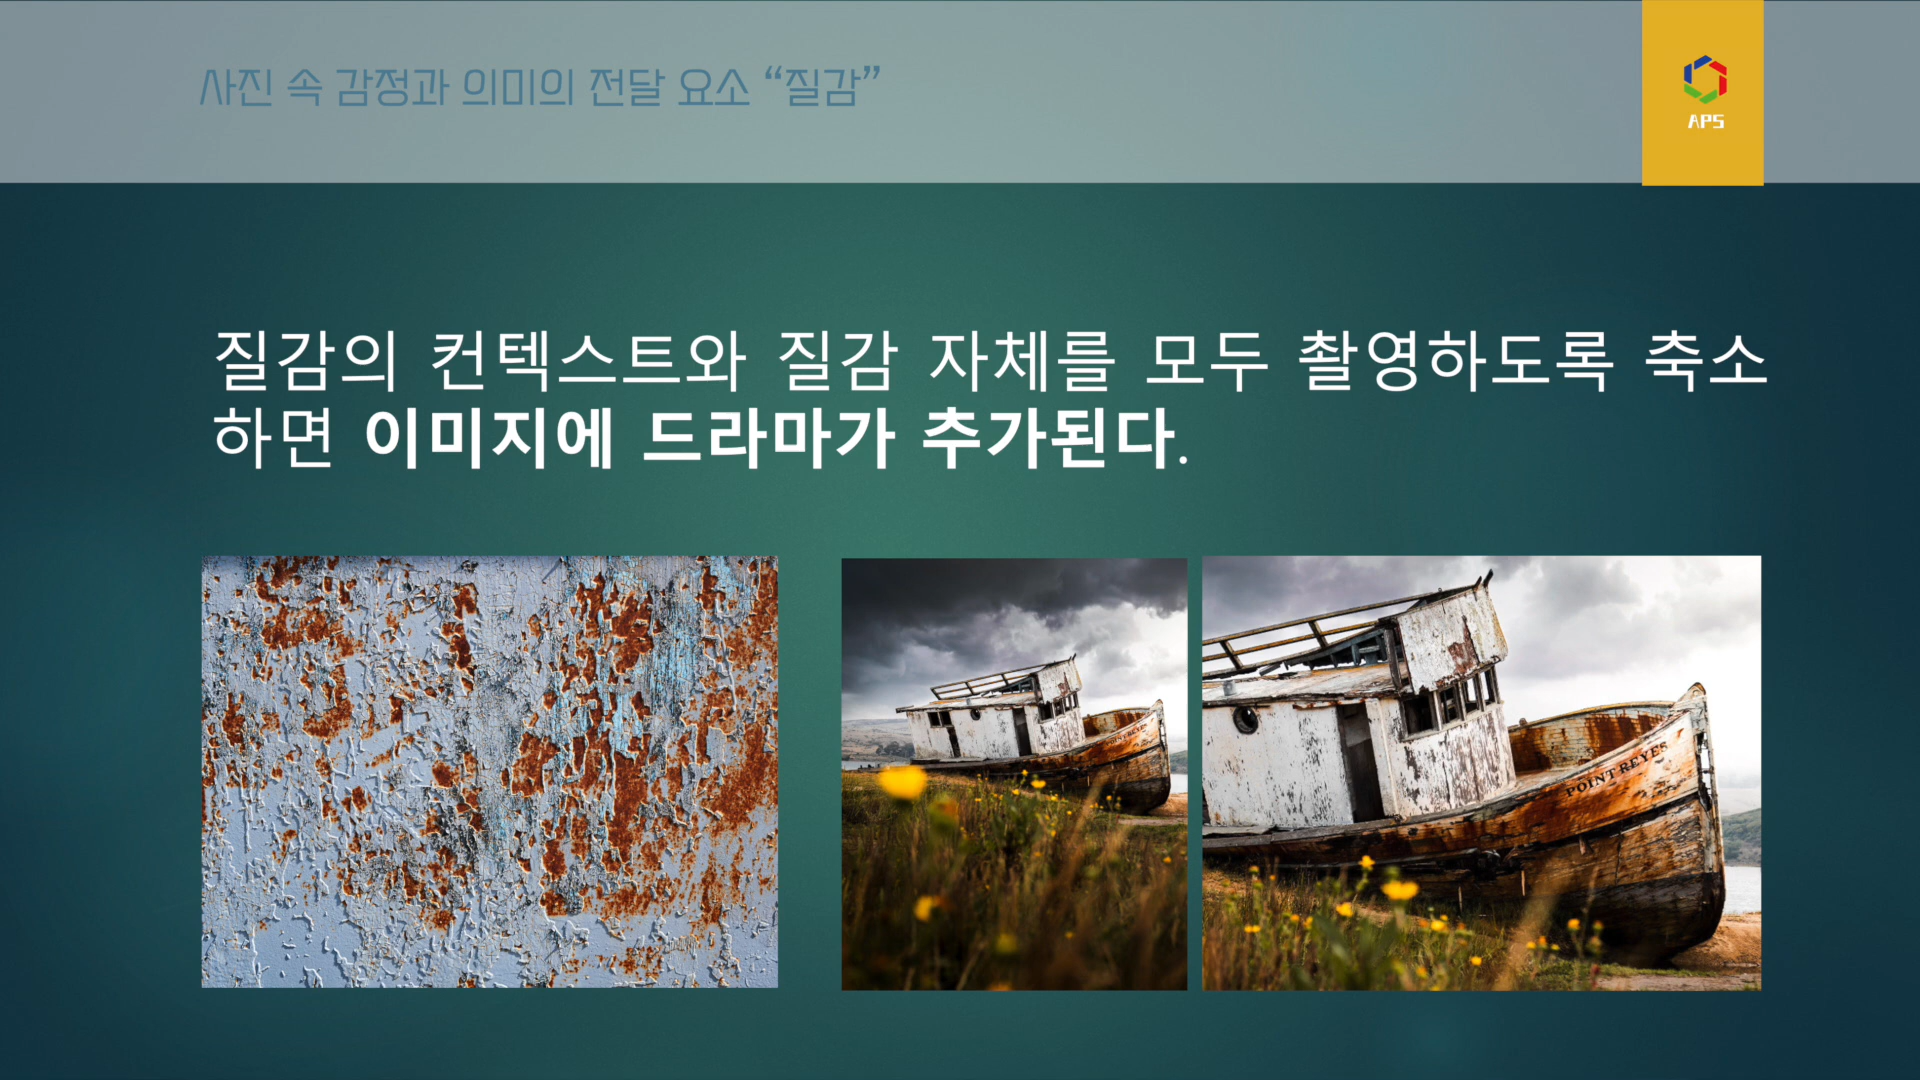 사진 속 감정과 의미의 전달 요소 “질감”
APS
질감의 컨텍스트와 질감 자체를 모두 촬영하도록 축소
하면 이미지에 드라마가 추가된다.
POINT REYES